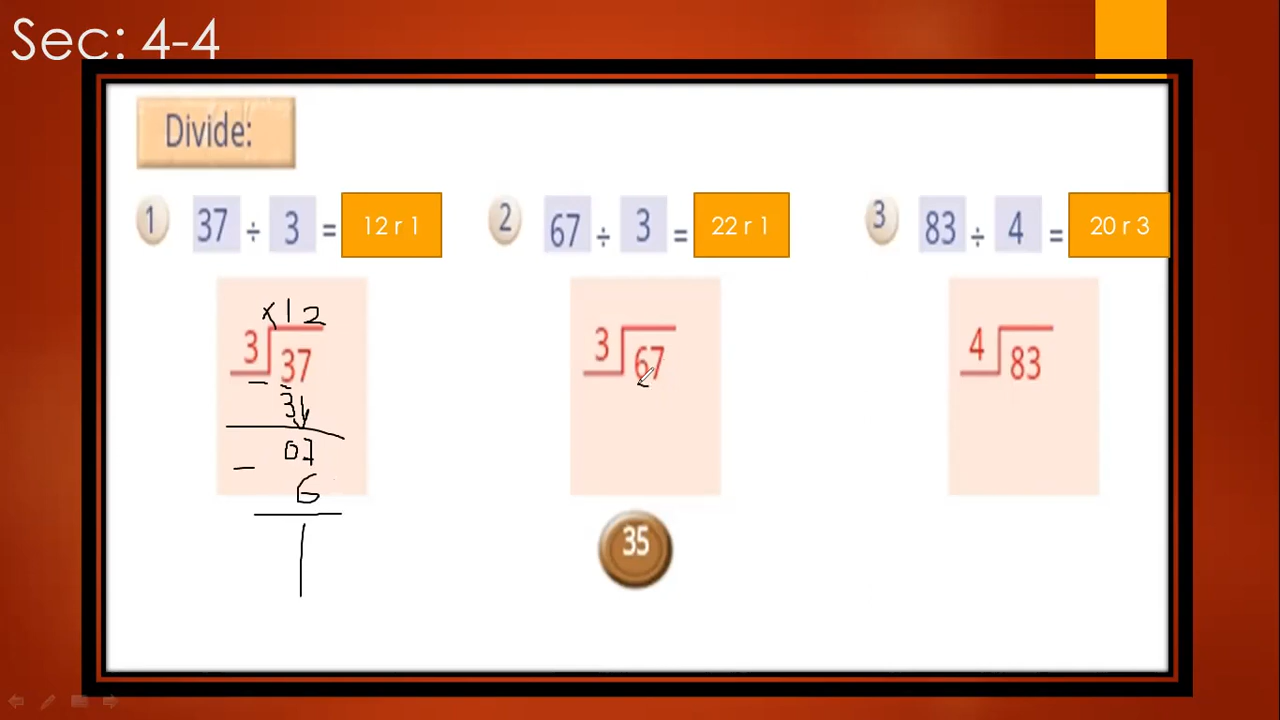 Sec: 4-4
Divide:
1 37 ÷ 3 = 12 r 1
2 67 ÷ 3 = 22 r 1
3 83 ÷ 4 = 20 r 3
x12
3 37
3 67
4 83
- 3
07
- 6
1
35